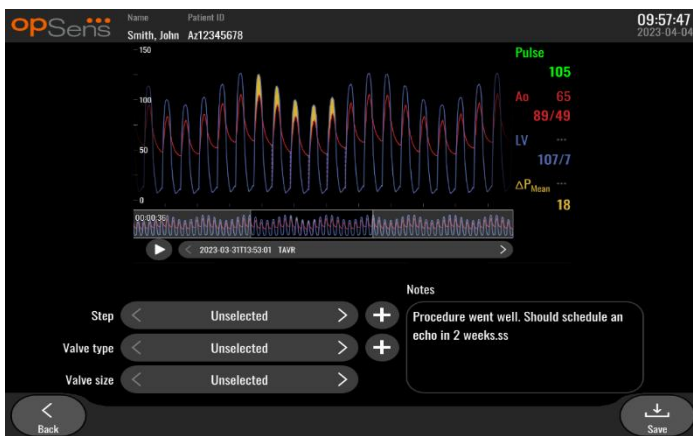 opSens
Name Patient ID
Smith, John Az12345678
09:57:47
2023-04-04
150
100
50
0
Pulse
105
Ao 65
89/49
LV ---
107/7
ΔPMean ---
18
00:00:36
2023-03-31T13:53:01 TAVR
Notes
Step Unselected
Procedure went well. Should schedule an
echo in 2 weeks.ss
Valve type Unselected
Valve size Unselected
Back
Save